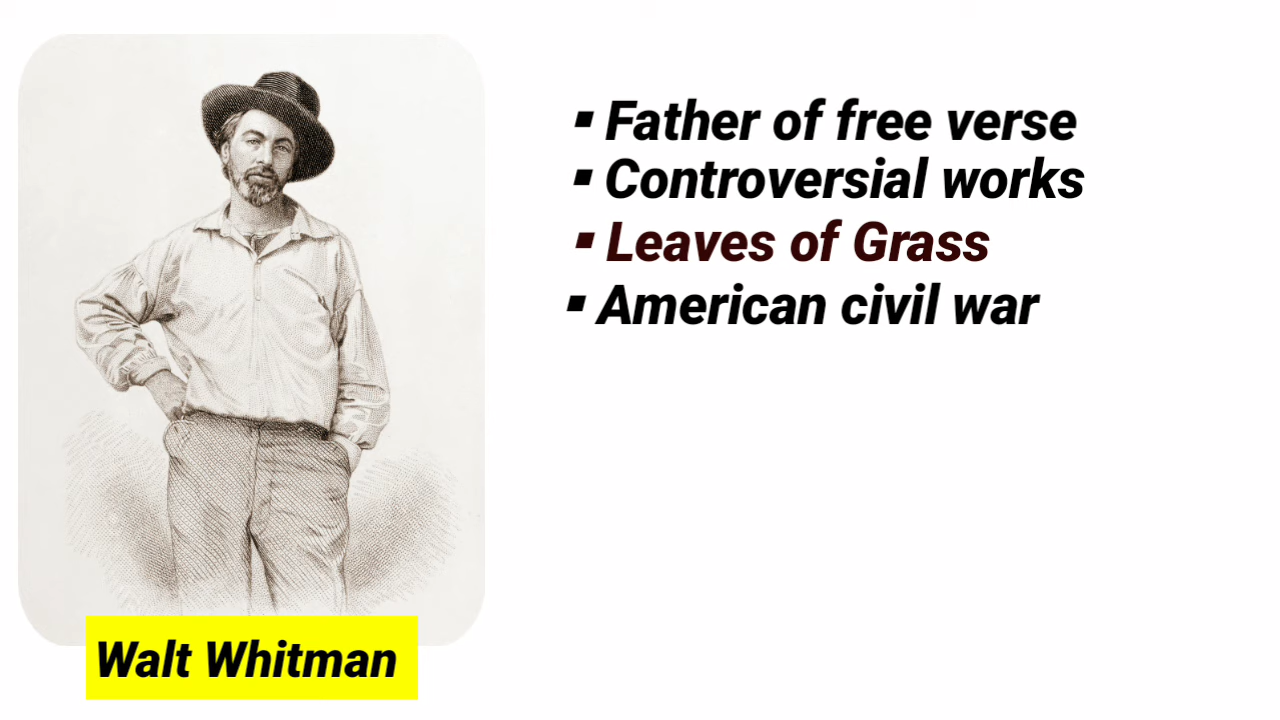 ▪ Father of free verse
▪ Controversial works
▪ Leaves of Grass
▪ American civil war
Walt Whitman